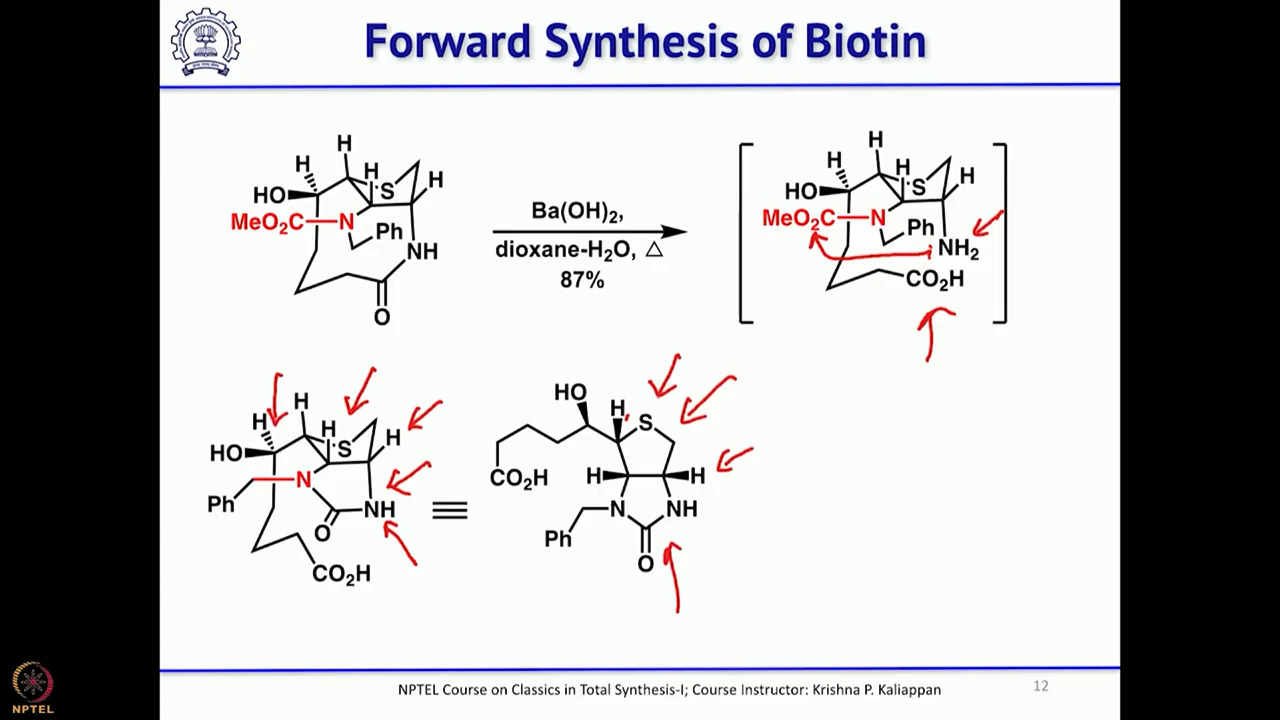 Forward Synthesis of Biotin
H
H
H
H
HO
S
MeO₂C
N
Ph
NH
O
Ba(OH)₂,
dioxane-H₂O, △
87%
H
H
H
H
HO
S
MeO₂C
N
Ph
NH₂
CO₂H
H
H
H
H
HO
S
N
Ph
NH
O
CO₂H
HO
H
S
H
H
CO₂H
N
NH
Ph
O
NPTEL
NPTEL Course on Classics in Total Synthesis-I; Course Instructor: Krishna P. Kaliappan
12